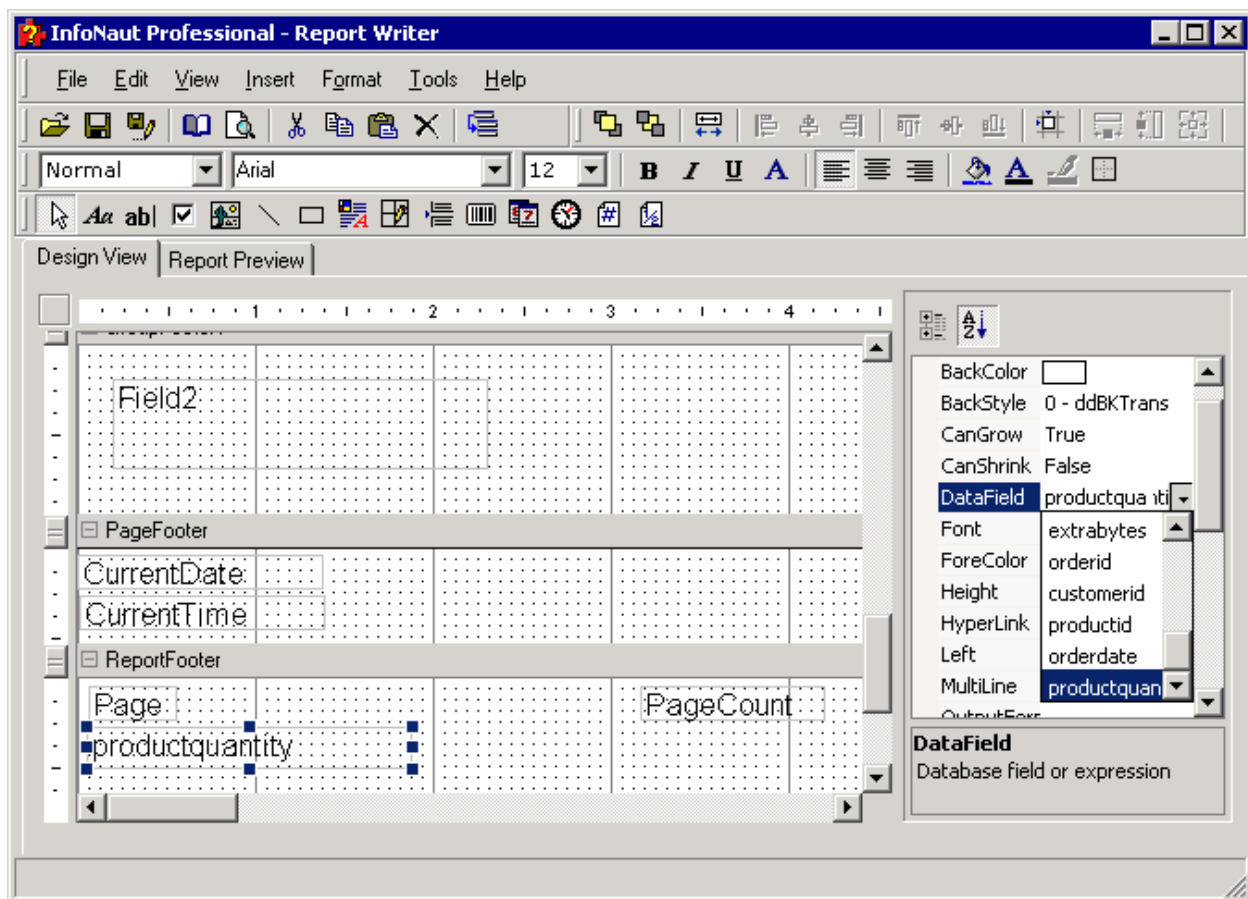 InfoNaut Professional - Report Writer
File Edit View Insert Format Tools Help
Normal Arial 12 B I U A A
Aa ab|
Design View Report Preview
1 2 3 4
Field2
PageFooter
CurrentDate
CurrentTime
ReportFooter
Page PageCount
productquantity
BackColor
BackStyle 0 - ddBKTrans
CanGrow True
CanShrink False
DataField productquantit
Font
ForeColor
Height
HyperLink
Left
MultiLine
extrabytes
orderid
customerid
productid
orderdate
productquan
DataField
Database field or expression